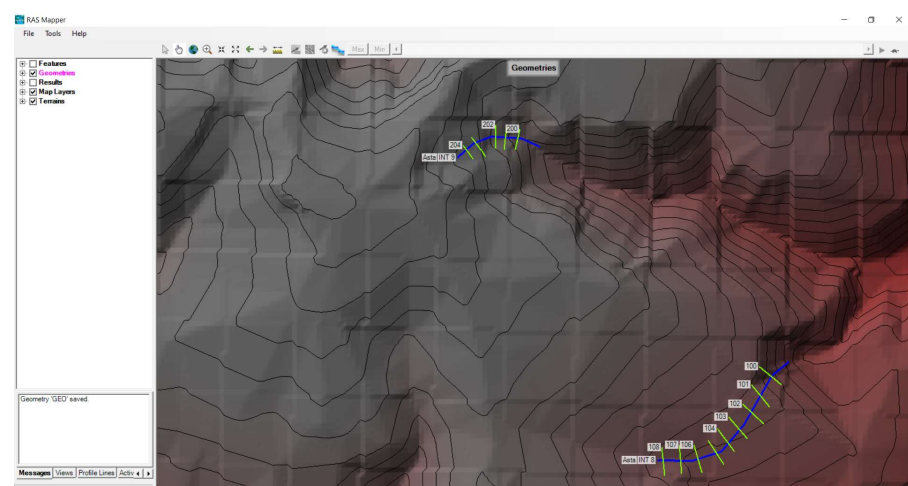 RAS Mapper
File Tools Help
Max Min
Features
Geometries
Results
Map Layers
Terrains
Geometries
202
200
204
Asta INT 9
100
101
102
103
104
108 107 106
Asta INT 8
Geometry 'GEO' saved.
Messages Views Profile Lines Activ